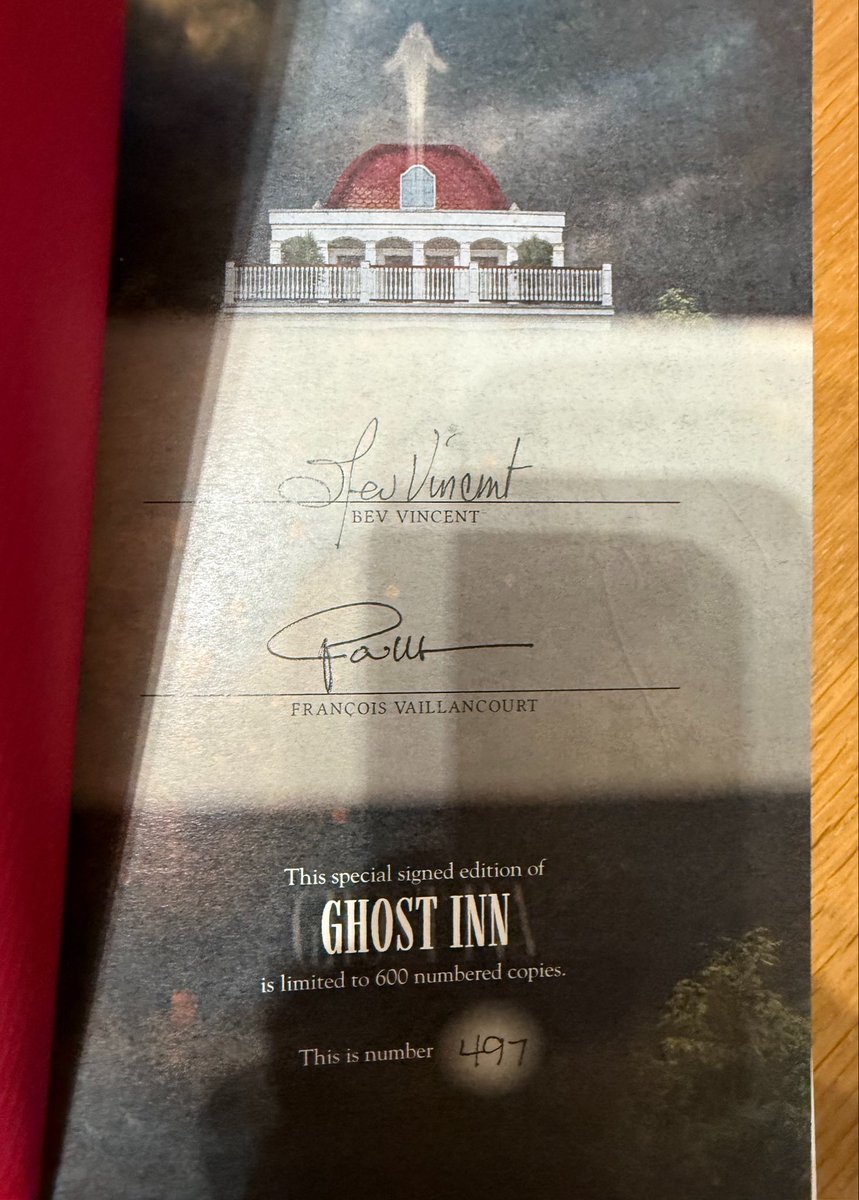 Bev Vincent
BEV VINCENT
FRANÇOIS VAILLANCOURT
This special signed edition of
GHOST INN
is limited to 600 numbered copies.
This is number 497